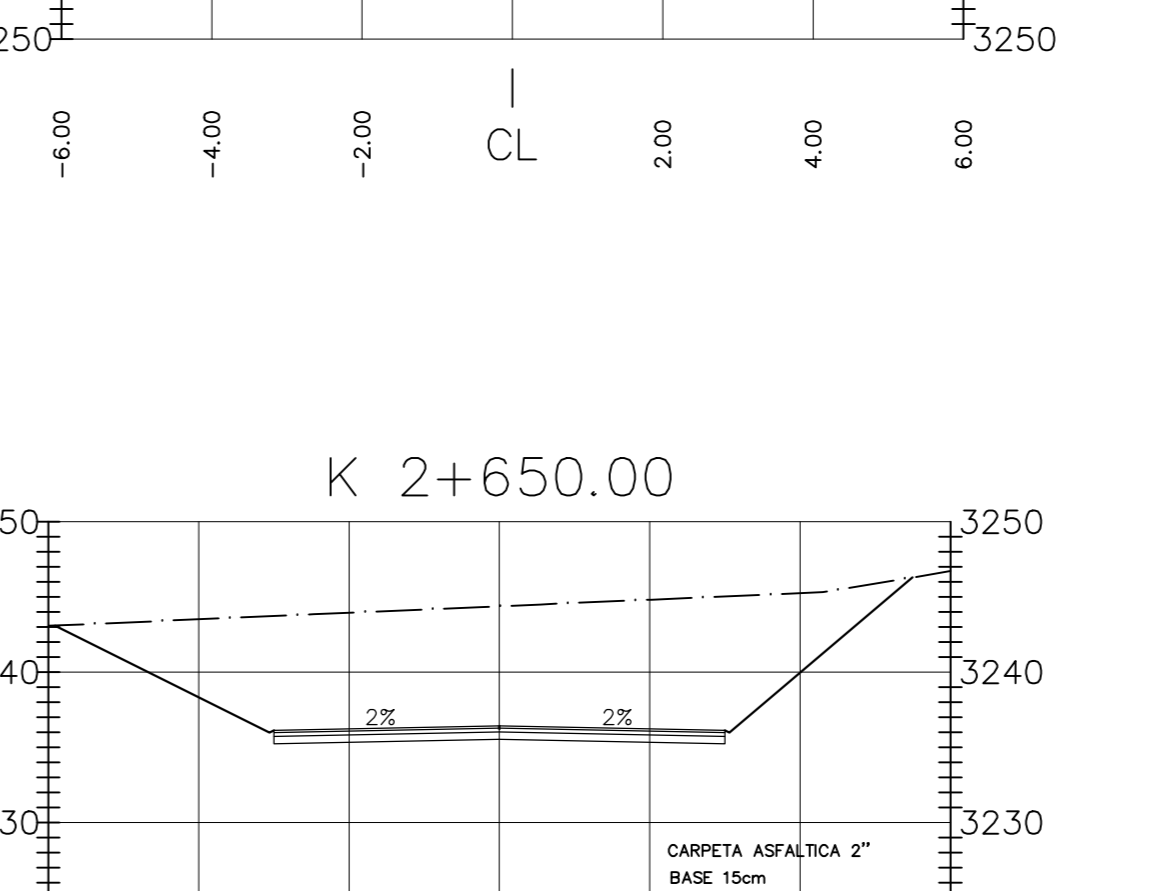 250 3250
-6.00 -4.00 -2.00 CL 2.00 4.00 6.00
K 2+650.00
50 3250
40 3240
2% 2%
30 3230
CARPETA ASFALTICA 2”
BASE 15cm